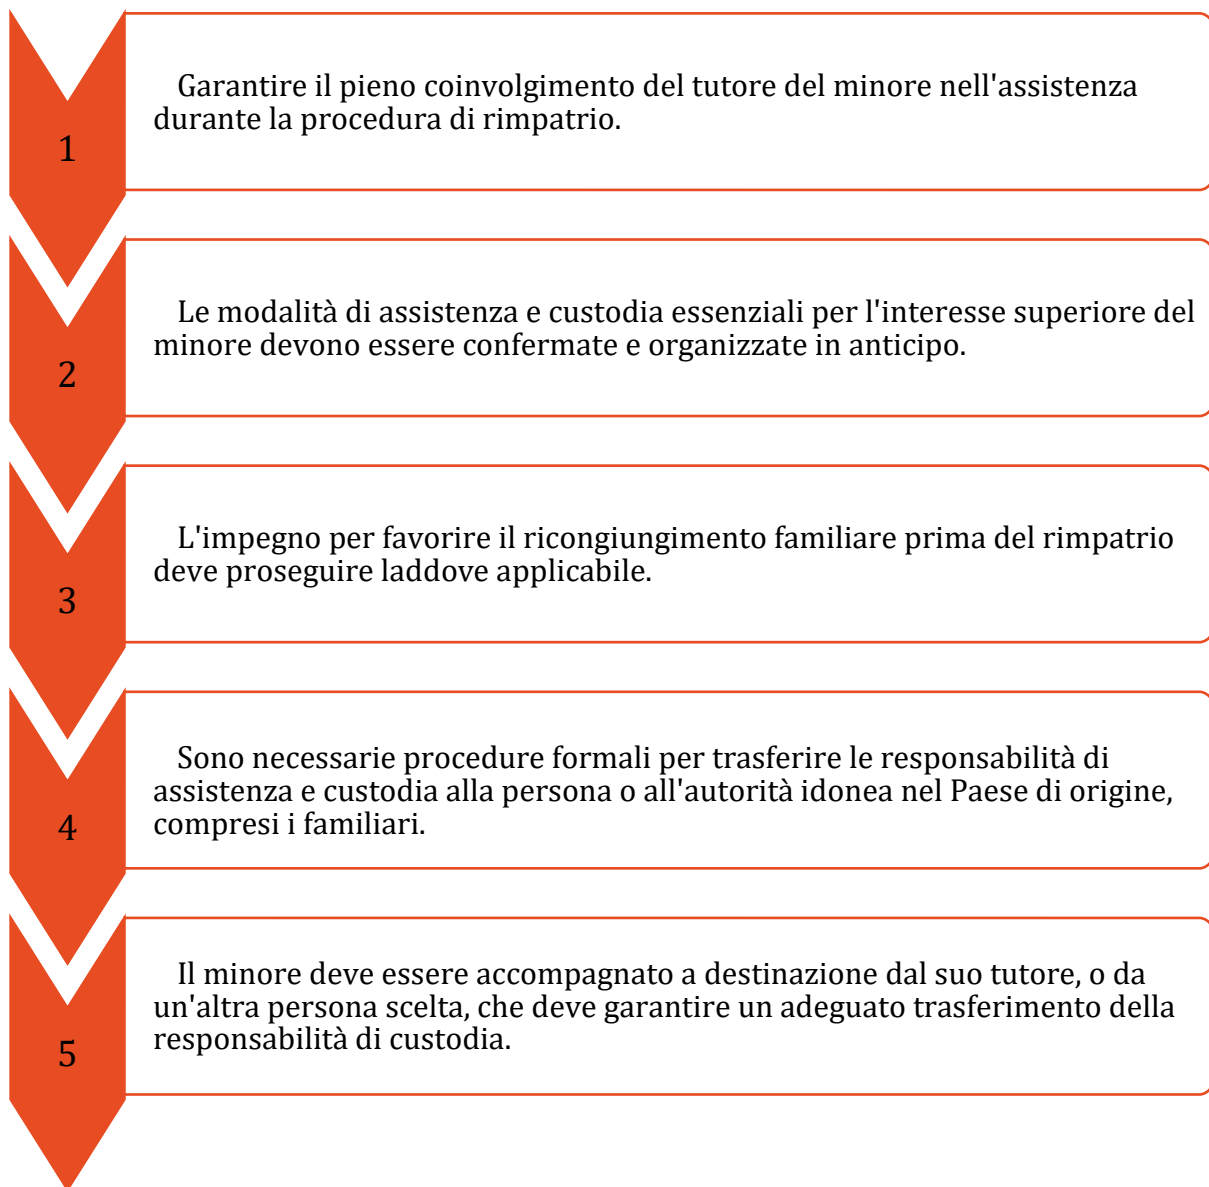 1
Garantire il pieno coinvolgimento del tutore del minore nell'assistenza
durante la procedura di rimpatrio.
2
Le modalità di assistenza e custodia essenziali per l'interesse superiore del
minore devono essere confermate e organizzate in anticipo.
3
L'impegno per favorire il ricongiungimento familiare prima del rimpatrio
deve proseguire laddove applicabile.
4
Sono necessarie procedure formali per trasferire le responsabilità di
assistenza e custodia alla persona o all'autorità idonea nel Paese di origine,
compresi i familiari.
5
Il minore deve essere accompagnato a destinazione dal suo tutore, o da
un'altra persona scelta, che deve garantire un adeguato trasferimento della
responsabilità di custodia.